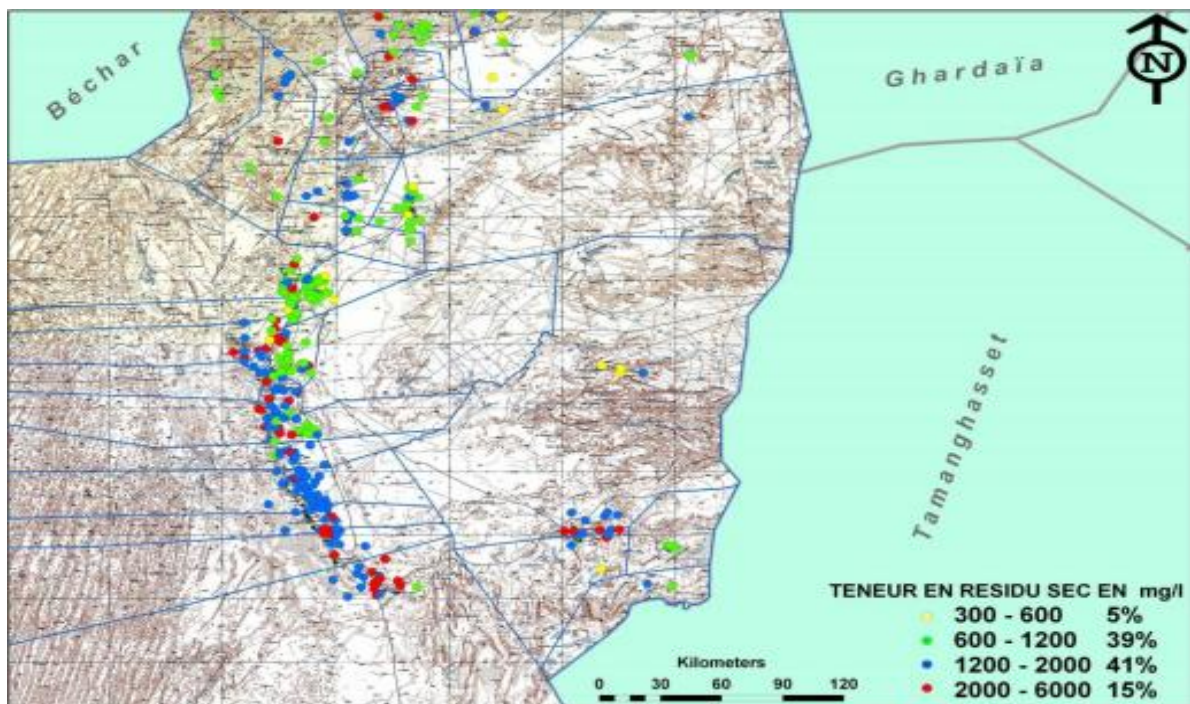 Béchar
Ghardaïa
N
Tamanghasset
TENEUR EN RESIDU SEC EN mg/l
300 - 600 5%
600 - 1200 39%
1200 - 2000 41%
2000 - 6000 15%
Kilometers
0 30 60 90 120